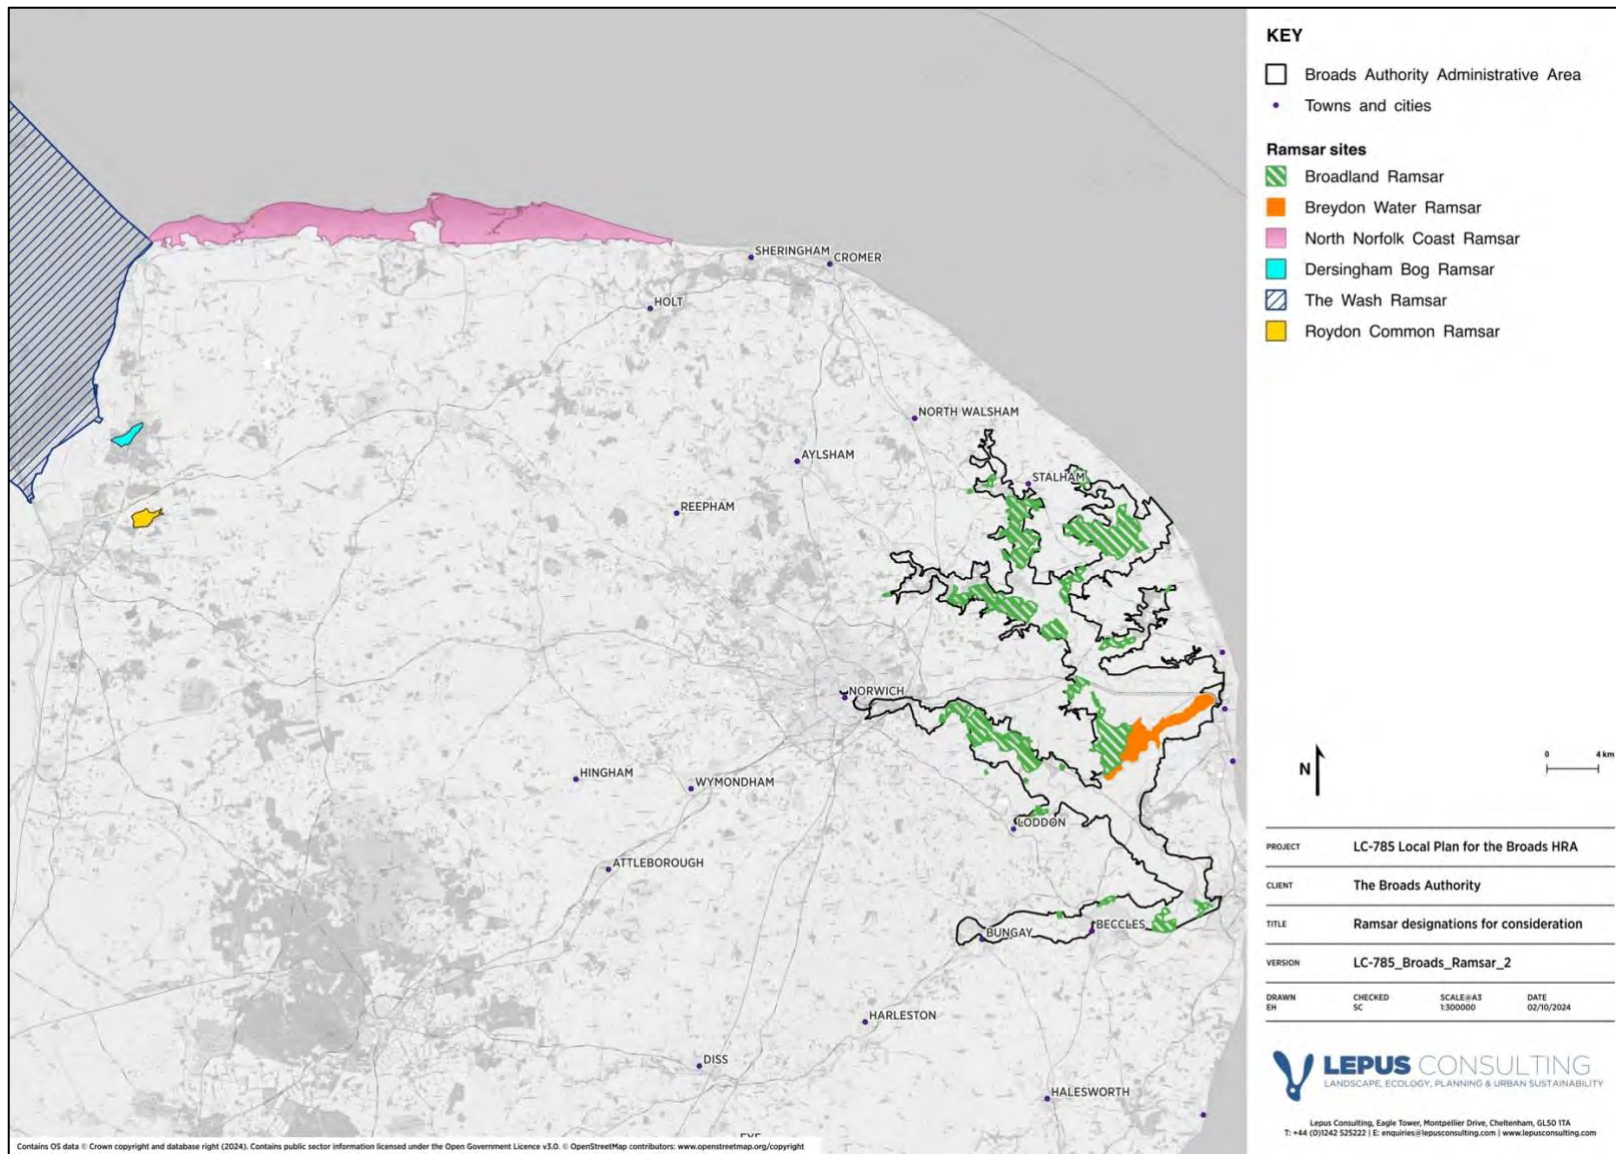 SHERINGHAM
CROMER
HOLT
NORTH WALSHAM
AYLSHAM
STALHAM
REEPHAM
NORWICH
HINGHAM
WYMONDHAM
LODDON
ATTLEBOROUGH
BECCLES
BUNGAY
HARLESTON
DISS
HALESWORTH
Contains OS data © Crown copyright and database right (2024). Contains public sector information licensed under the Open Government Licence v3.0. © OpenStreetMap contributors: www.openstreetmap.org/copyright
KEY
Broads Authority Administrative Area
Towns and cities
Ramsar sites
Broadland Ramsar
Breydon Water Ramsar
North Norfolk Coast Ramsar
Dersingham Bog Ramsar
The Wash Ramsar
Roydon Common Ramsar
N
0 4 km
PROJECT LC-785 Local Plan for the Broads HRA
CLIENT The Broads Authority
TITLE Ramsar designations for consideration
VERSION LC-785_Broads_Ramsar_2
DRAWN CHECKED SCALE@A3 DATE
EH SC 1:300000 02/10/2024
LEPUS CONSULTING
LANDSCAPE, ECOLOGY, PLANNING & URBAN SUSTAINABILITY
Lepus Consulting, Eagle Tower, Montpellier Drive, Cheltenham, GL50 1TA
T: +44 (0)1242 525222 | E: enquiries@lepusconsulting.com | www.lepusconsulting.com